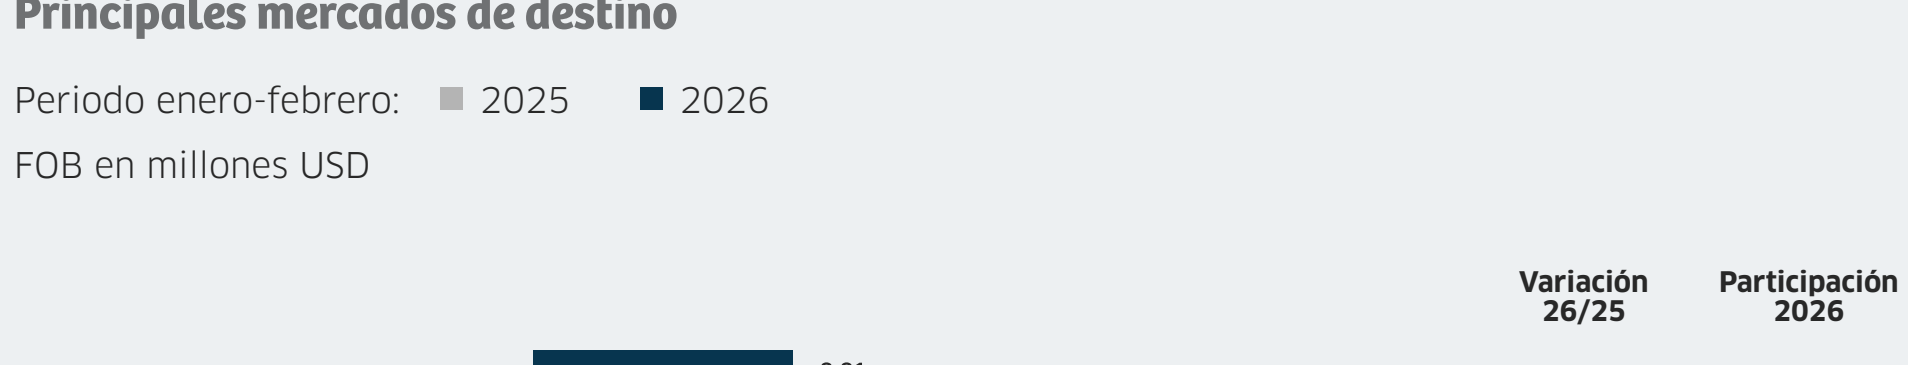 Principales mercados de destino
Periodo enero-febrero: 2025 2026
FOB en millones USD
Variación Participación
26/25 2026